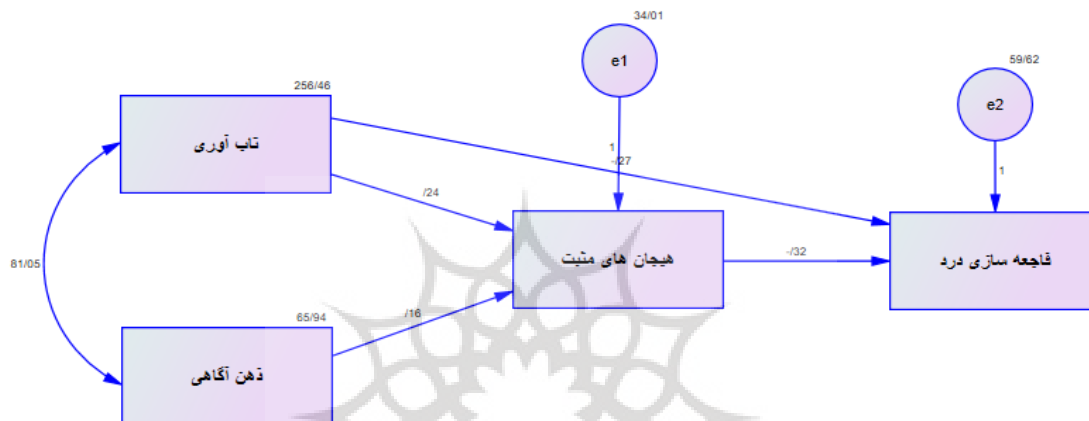 34/01
e1
59/62
e2
256/46
تاب آوری
1
-/27
1
/24
81/05
هیجان های مثبت
-/32
فاجعه سازی درد
65/94
/16
ذهن آگاهی